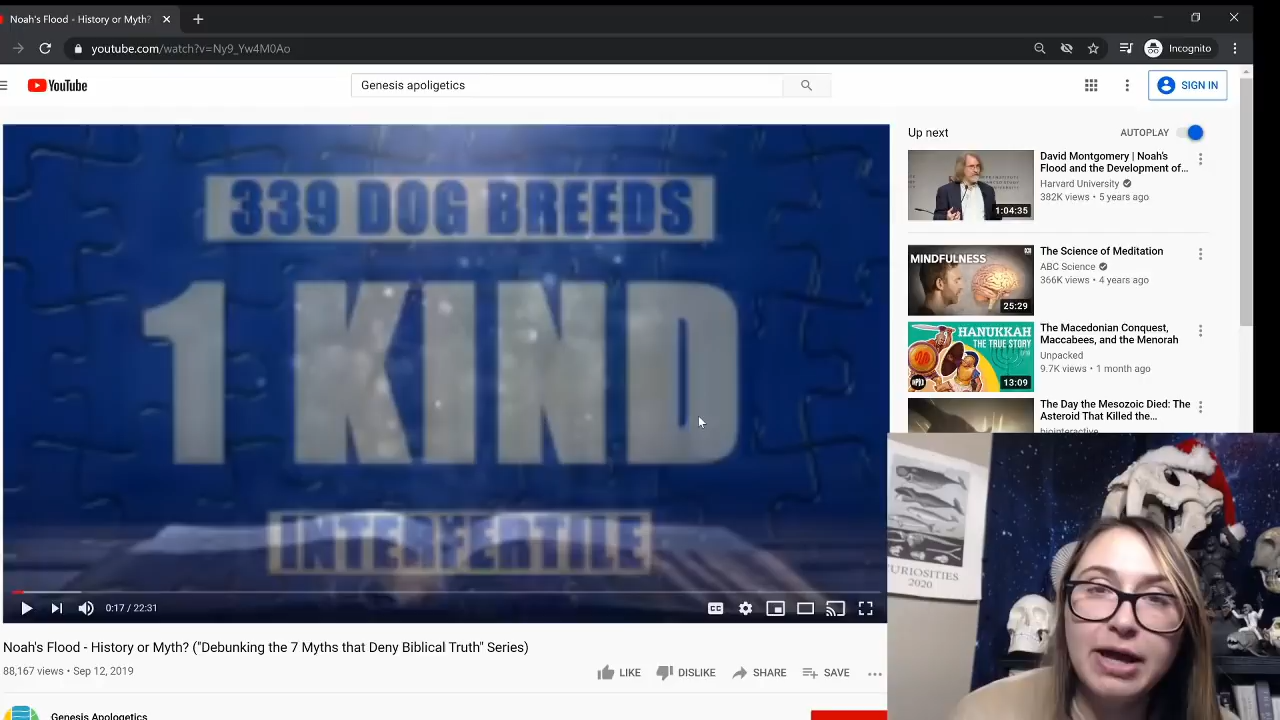 Noah's Flood - History or Myth?
youtube.com/watch?v=Ny9_Yw4M0Ao
Incognito
YouTube
Genesis apoligetics
SIGN IN
DOG BREEDS
1 KIND
INTERFERTILE
0:17 / 22:31
CC
Noah's Flood - History or Myth? ("Debunking the 7 Myths that Deny Biblical Truth" Series)
88,167 views • Sep 12, 2019
LIKE
DISLIKE
SHARE
SAVE
Genesis Apologetics
Up next
AUTOPLAY
1:04:35
David Montgomery | Noah's
Flood and the Development of...
Harvard University
382K views • 5 years ago
MINDFULNESS
25:29
The Science of Meditation
ABC Science
366K views • 4 years ago
HANUKKAH
THE TRUE STORY
13:09
The Macedonian Conquest,
Maccabees, and the Menorah
Unpacked
9.7K views • 1 month ago
The Day the Mesozoic Died: The
Asteroid That Killed the...
biointeractive
URIOSITIES
2020